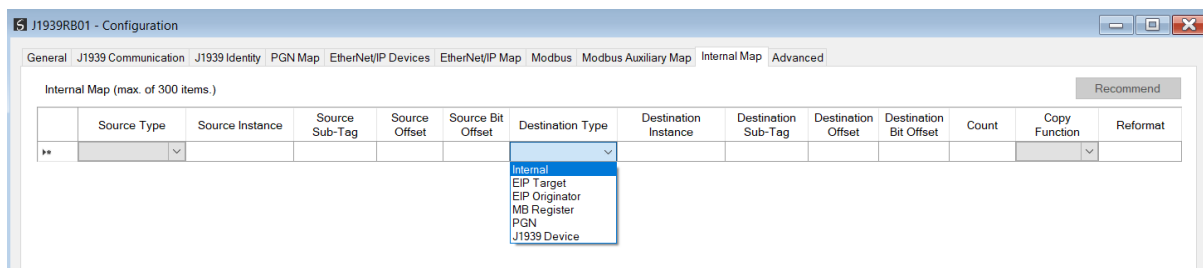 J1939RB01 - Configuration
General J1939 Communication J1939 Identity PGN Map EtherNet/IP Devices EtherNet/IP Map Modbus Modbus Auxiliary Map Internal Map Advanced
Internal Map (max. of 300 items.)
Recommend
Source Type Source Instance Source Sub-Tag Source Offset Source Bit Offset Destination Type Destination Instance Destination Sub-Tag Destination Offset Destination Bit Offset Count Copy Function Reformat
Internal
EIP Target
EIP Originator
MB Register
PGN
J1939 Device